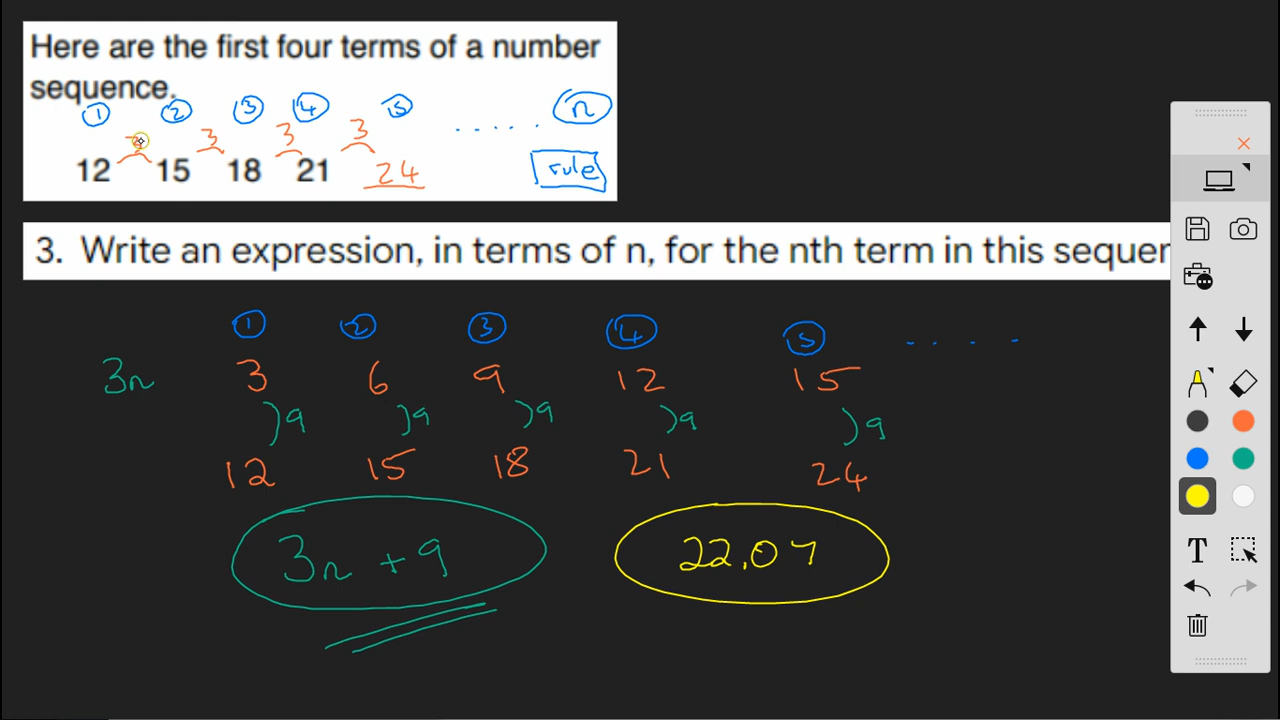 Here are the first four terms of a number
sequence.
1 2 3 4 5 ..... n
3 3 3 3
12 15 18 21 24 rule
3. Write an expression, in terms of n, for the nth term in this sequen
1 2 3 4 5 ....
3n 3 6 9 12 15
)9 )9 )9 )9 )9
12 15 18 21 24
3n + 9 22.07
T